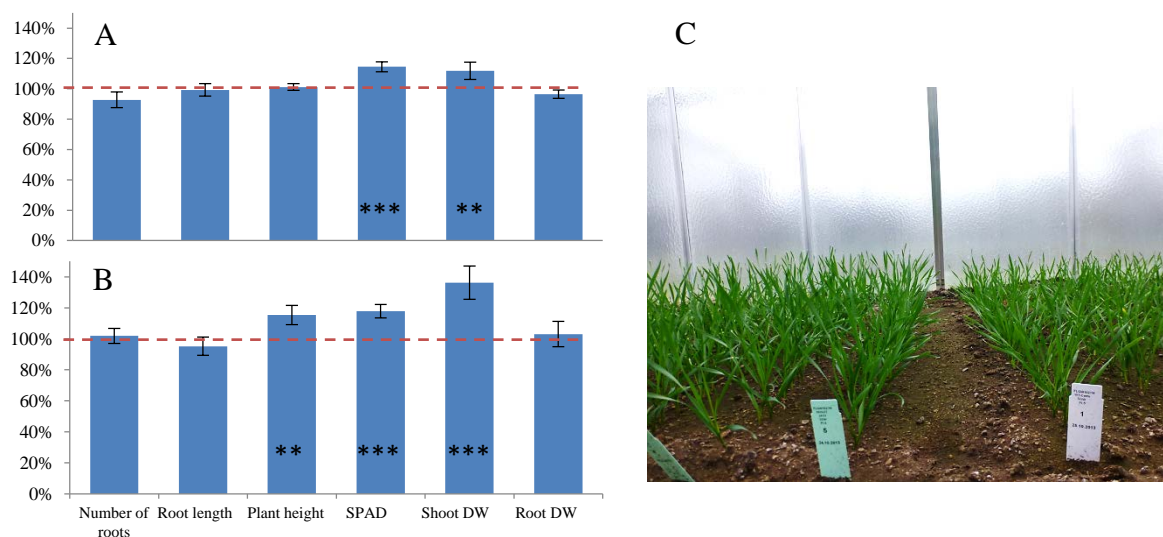 A
140%
120%
100%
80%
60%
40%
20%
0%
*** **
B
140%
120%
100%
80%
60%
40%
20%
0%
** *** ***
Number of roots
Root length
Plant height
SPAD
Shoot DW
Root DW
C
5
1